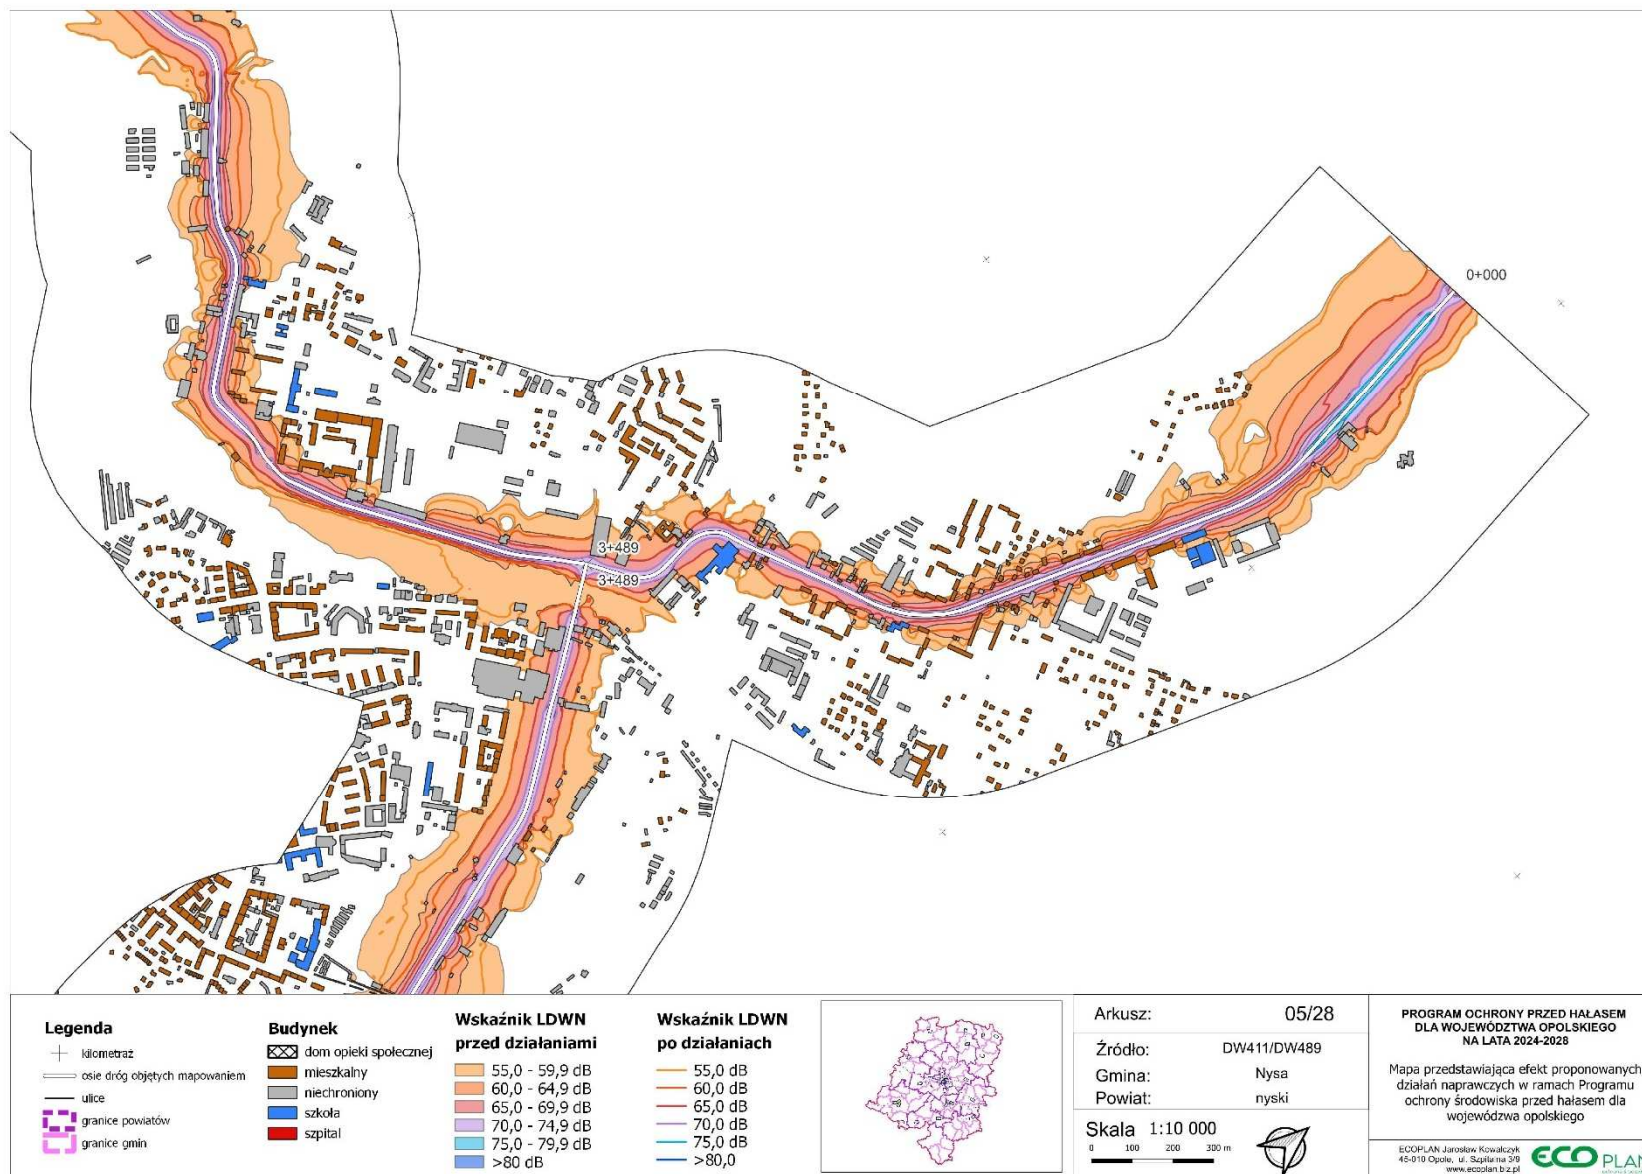 0+000
3+489
3+489
Legenda
kilometraż
osie dróg objętych mapowaniem
ulice
granice powiatów
granice gmin
Budynek
dom opieki społecznej
mieszkalny
niechroniony
szkoła
szpital
Wskaźnik LDWN
przed działaniami
55,0 - 59,9 dB
60,0 - 64,9 dB
65,0 - 69,9 dB
70,0 - 74,9 dB
75,0 - 79,9 dB
>80 dB
Wskaźnik LDWN
po działaniach
55,0 dB
60,0 dB
65,0 dB
70,0 dB
75,0 dB
>80,0
Arkusz: 05/28
Źródło: DW411/DW489
Gmina: Nysa
Powiat: nyski
Skala 1:10 000
0 100 200 300 m
PROGRAM OCHRONY PRZED HAŁASEM
DLA WOJEWÓDZTWA OPOLSKIEGO
NA LATA 2024-2028
Mapa przedstawiająca efekt proponowanych
działań naprawczych w ramach Programu
ochrony środowiska przed hałasem dla
wojewódzwa opolskiego
ECOPLAN Jarosław Kowalczyk
45-010 Opole, ul. Szpitalna 3/9
www.ecoplan.biz.pl
ECO PLAN